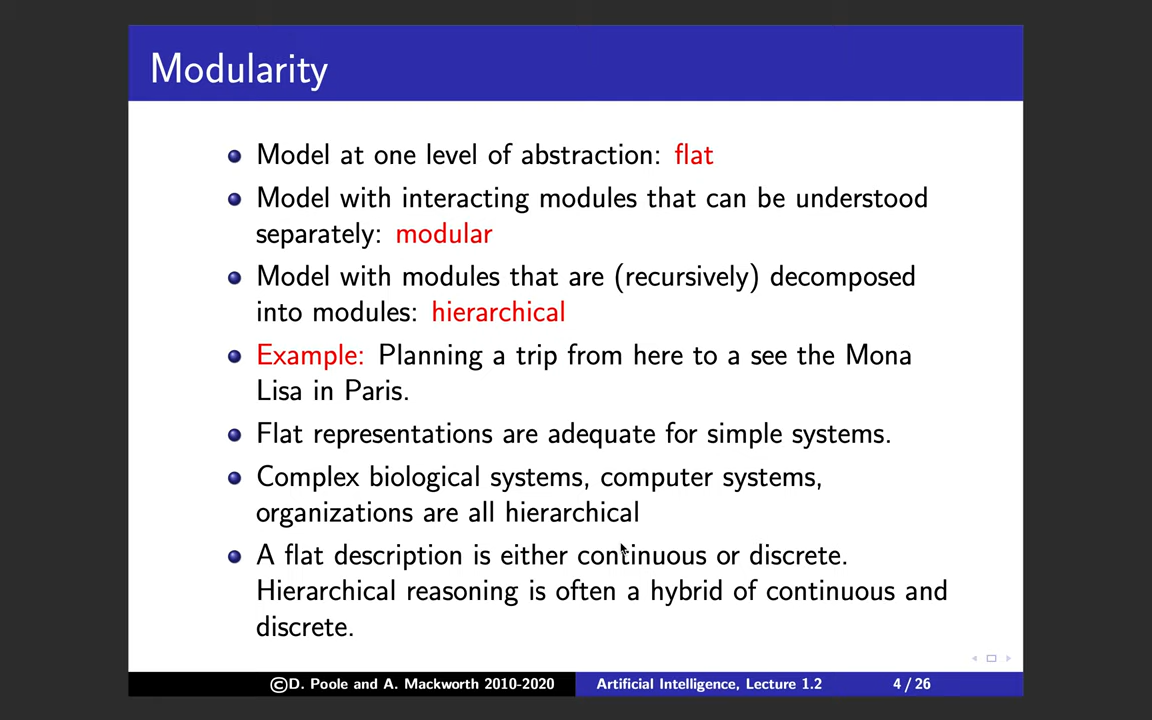 Modularity
Model at one level of abstraction: flat
Model with interacting modules that can be understood
separately: modular
Model with modules that are (recursively) decomposed
into modules: hierarchical
Example: Planning a trip from here to a see the Mona
Lisa in Paris.
Flat representations are adequate for simple systems.
Complex biological systems, computer systems,
organizations are all hierarchical
A flat description is either continuous or discrete.
Hierarchical reasoning is often a hybrid of continuous and
discrete.
©D. Poole and A. Mackworth 2010-2020 Artificial Intelligence, Lecture 1.2 4 / 26